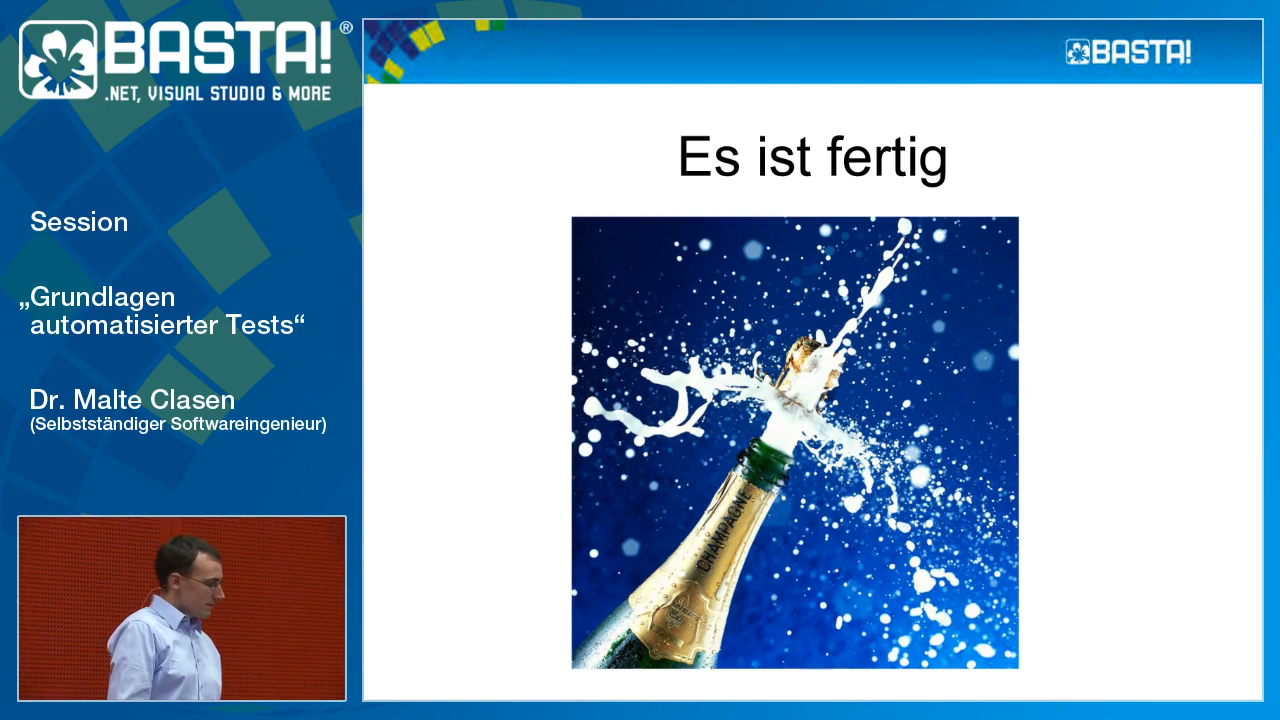 BASTA! ®
.NET, VISUAL STUDIO & MORE
BASTA!
Session
„Grundlagen
automatisierter Tests“
Dr. Malte Clasen
(Selbstständiger Softwareingenieur)
Es ist fertig
CHAMPAGNE